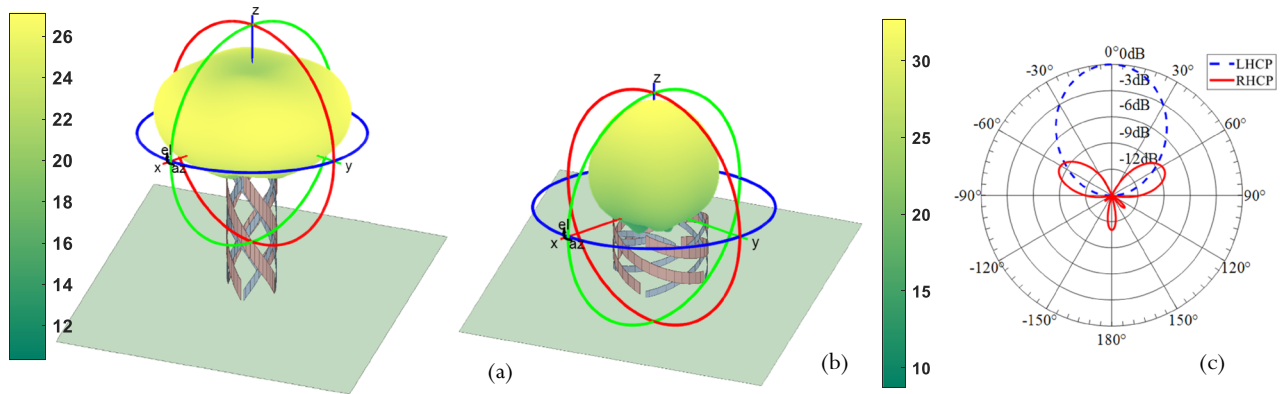 26
24
22
20
18
16
14
12
z
el
x
az
y
(a)
z
el
x
az
y
(b)
30
25
20
15
10
0° 0dB
-3dB
-6dB
-9dB
-12dB
-30°
30°
-60°
60°
-90°
90°
-120°
120°
-150°
150°
180°
LHCP
RHCP
(c)